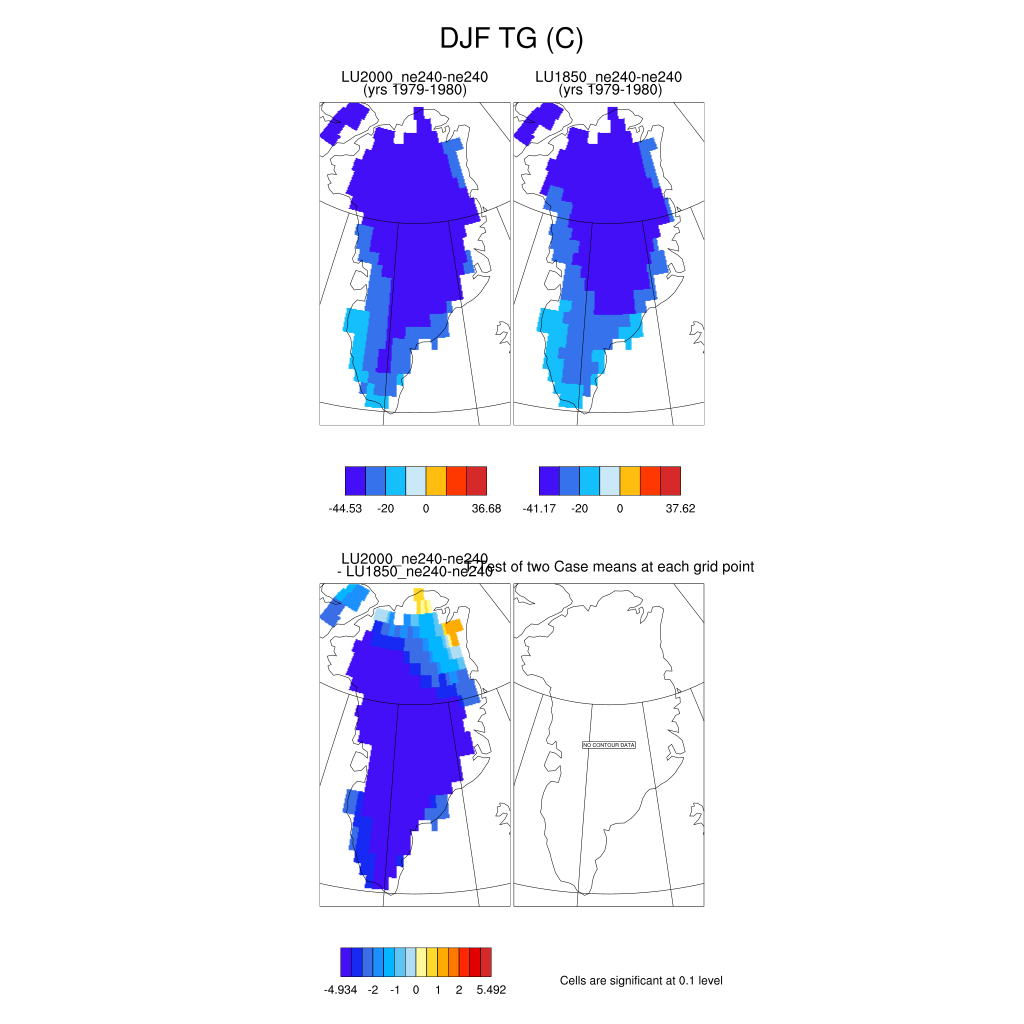 DJF TG (C)
LU2000_ne240-ne240
(yrs 1979-1980)
LU1850_ne240-ne240
(yrs 1979-1980)
-44.53 -20 0 36.68
-41.17 -20 0 37.62
LU2000_ne240-ne240
- LU1850_ne240-ne240
T-Test of two Case means at each grid point
NO CONTOUR DATA
-4.934 -2 -1 0 1 2 5.492
Cells are significant at 0.1 level